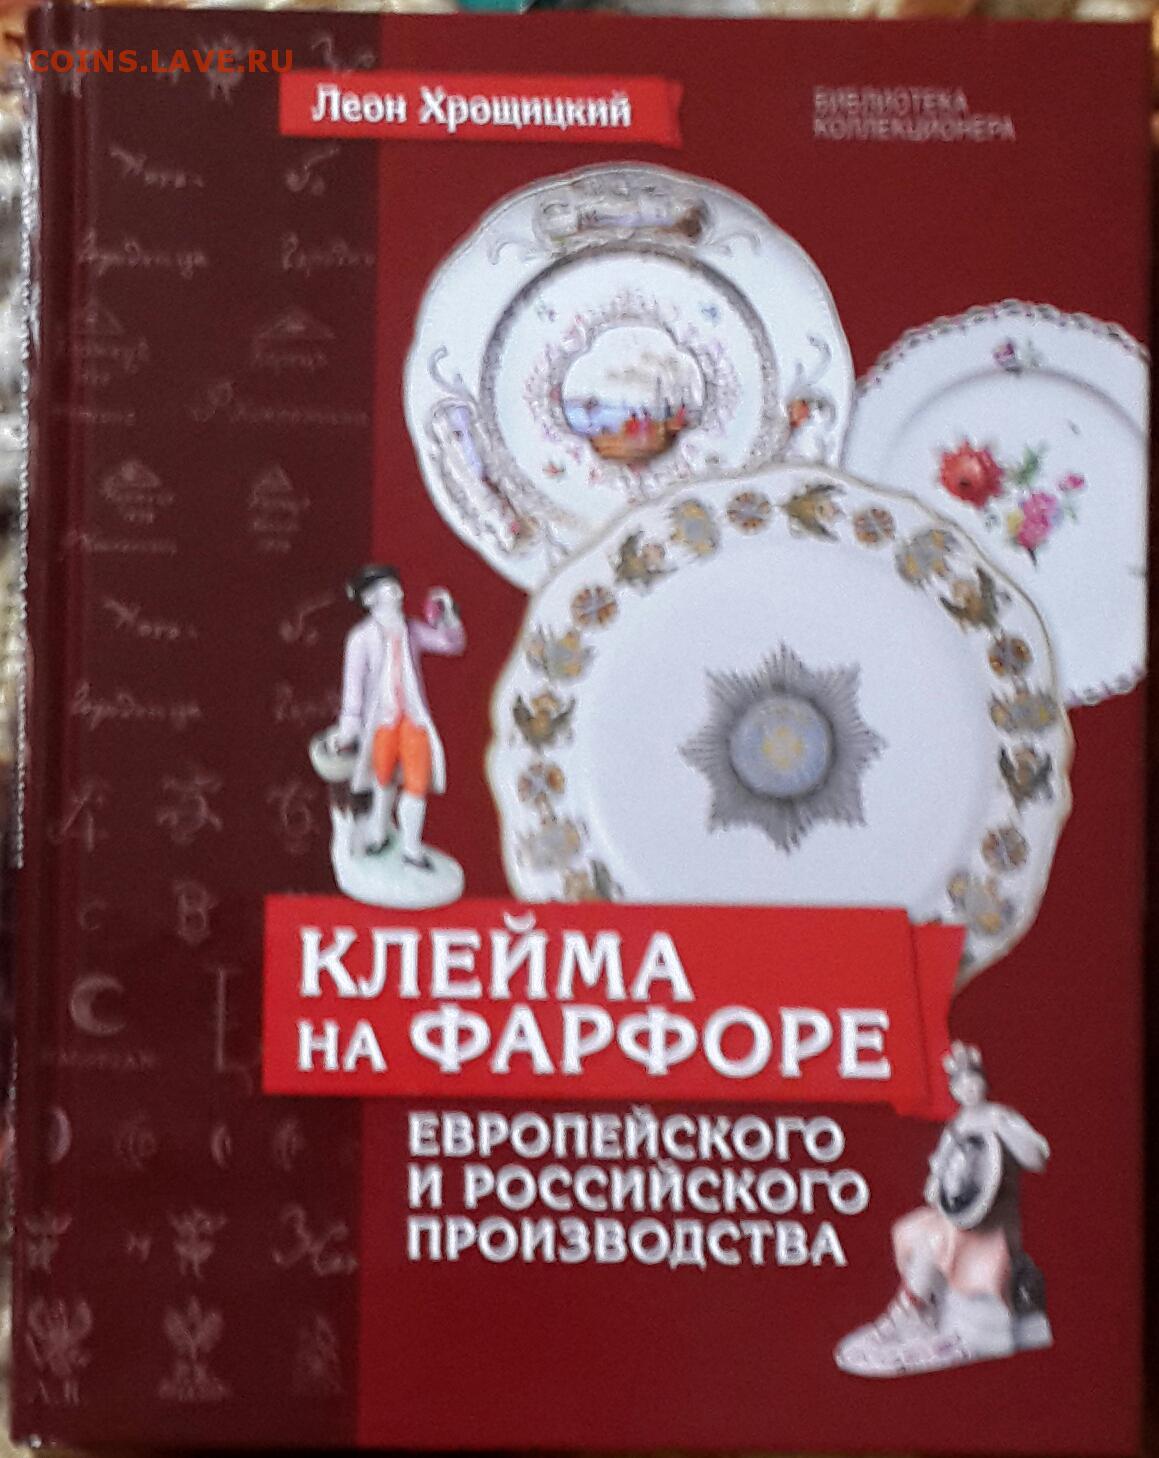 COINS.LAVE.RU
Леон Хрощицкий
БИБЛИОТЕКА
КОЛЛЕКЦИОНЕРА
КЛЕЙМА
НА ФАРФОРЕ
ЕВРОПЕЙСКОГО
И РОССИЙСКОГО
ПРОИЗВОДСТВА